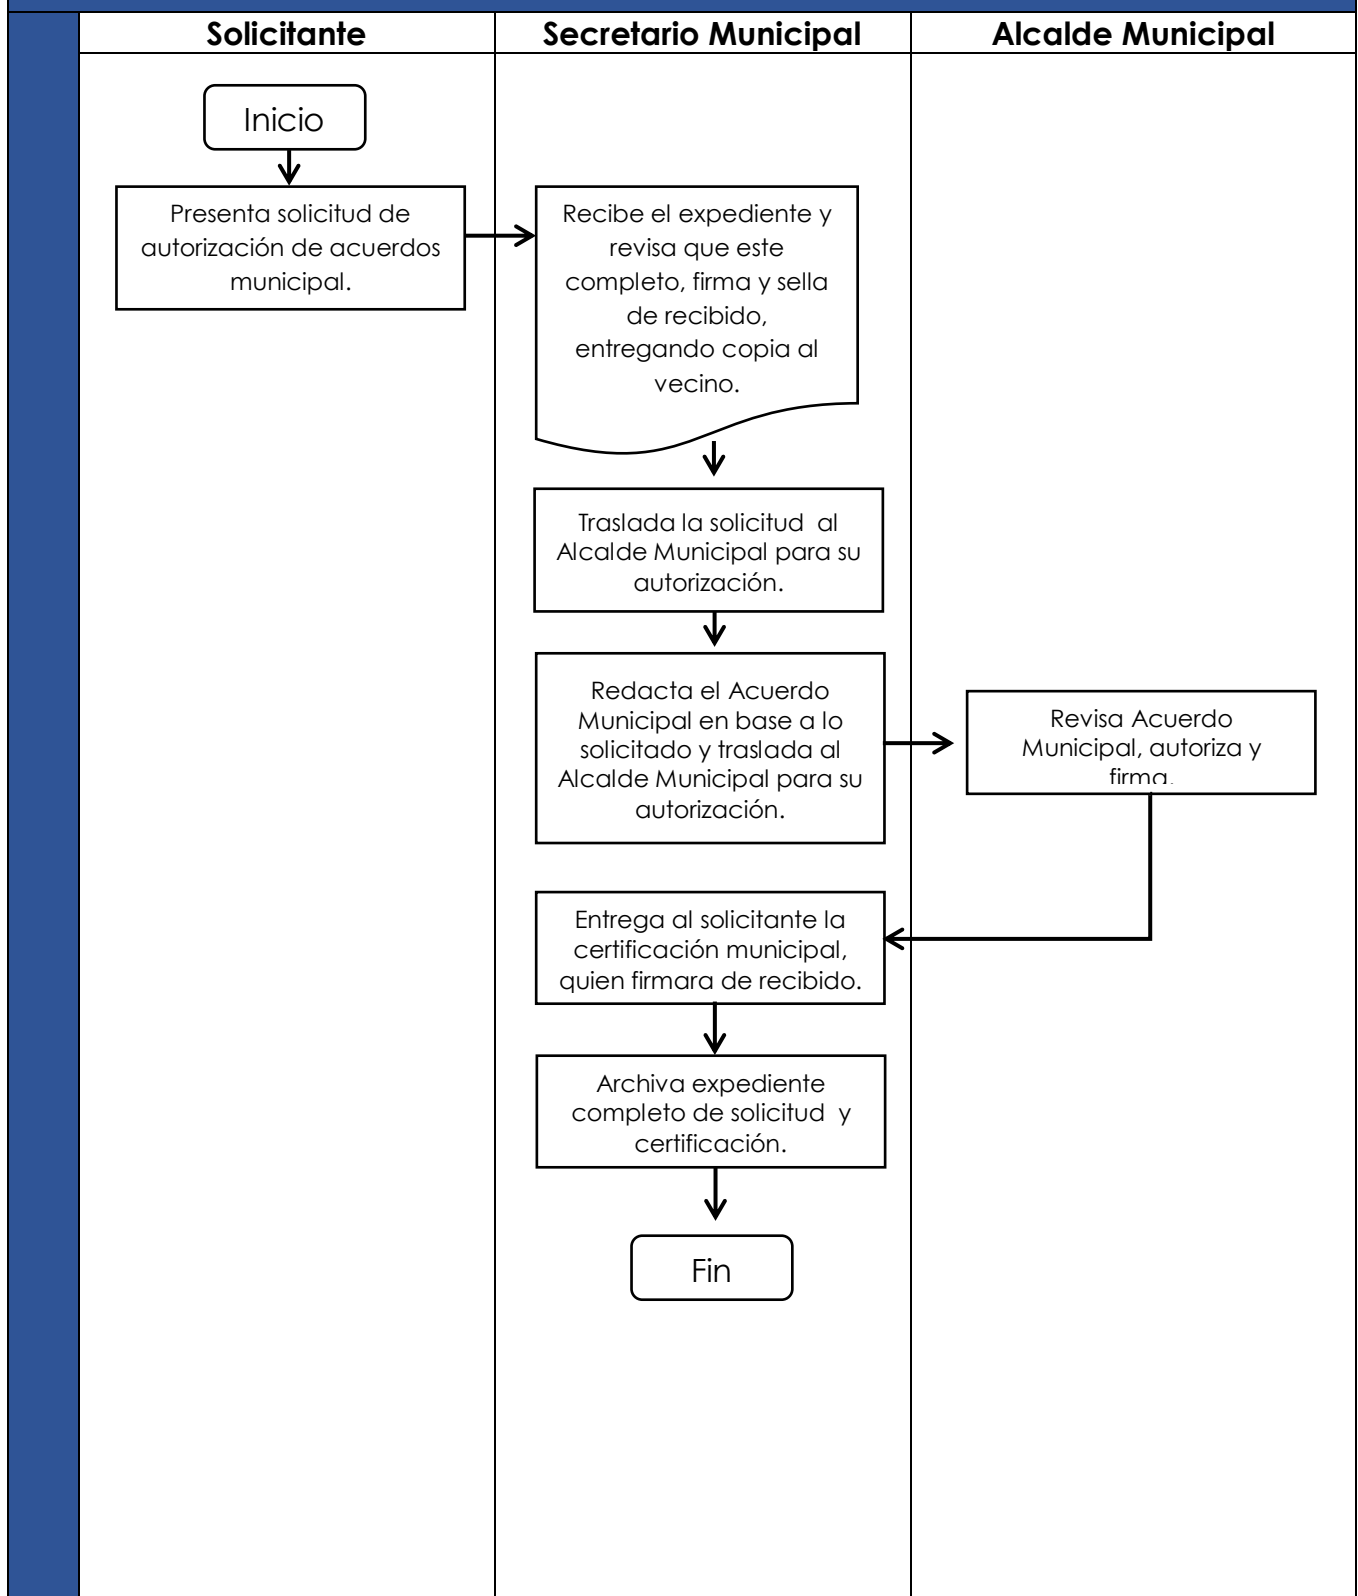 Solicitante
Secretario Municipal
Alcalde Municipal
Inicio
Presenta solicitud de
autorización de acuerdos
municipal.
Recibe el expediente y
revisa que este
completo, firma y sella
de recibido,
entregando copia al
vecino.
Traslada la solicitud  al
Alcalde Municipal para su
autorización.
Redacta el Acuerdo
Municipal en base a lo
solicitado y traslada al
Alcalde Municipal para su
autorización.
Revisa Acuerdo
Municipal, autoriza y
firma.
Entrega al solicitante la
certificación municipal,
quien firmara de recibido.
Archiva expediente
completo de solicitud  y
certificación.
Fin